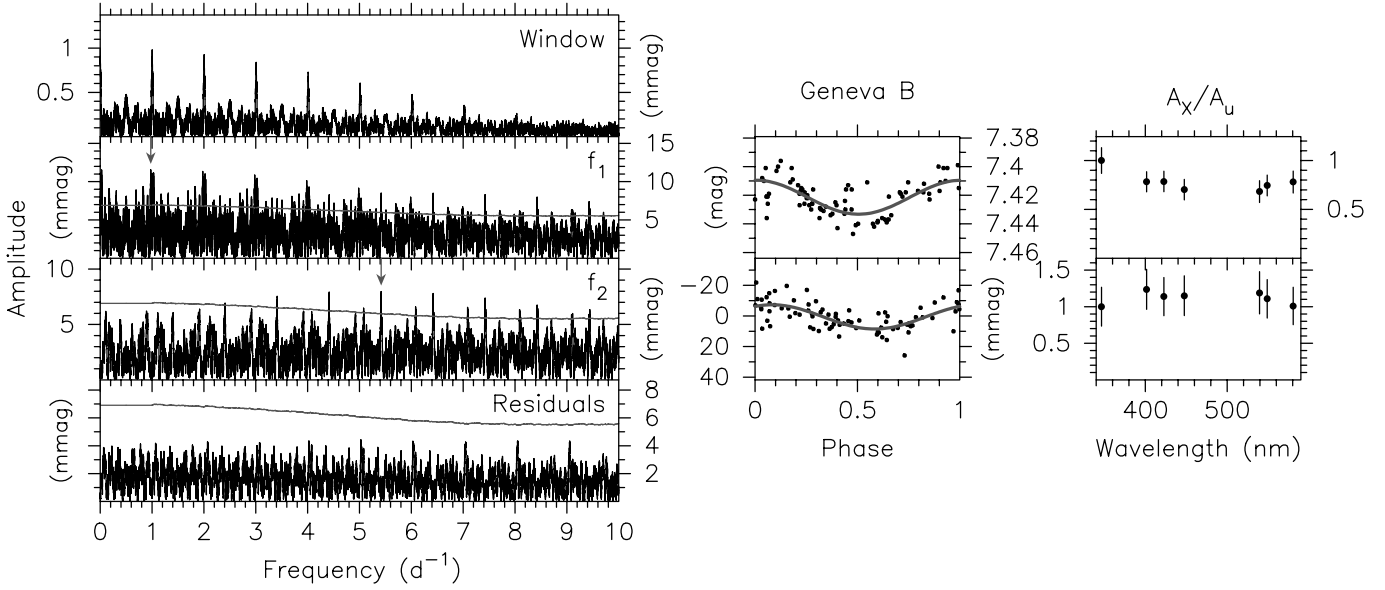 Window
1
0.5
(mmag)
f1
15
10
5
(mmag)
Amplitude
f2
10
5
(mmag)
Residuals
8
6
4
2
(mmag)
0 1 2 3 4 5 6 7 8 9 10
Frequency (d−1)
Geneva B
7.38
7.4
7.42
7.44
7.46
(mag)
−20
0
20
40
(mmag)
0 0.5 1
Phase
Ax/Au
1
0.5
1.5
1
0.5
400 500
Wavelength (nm)